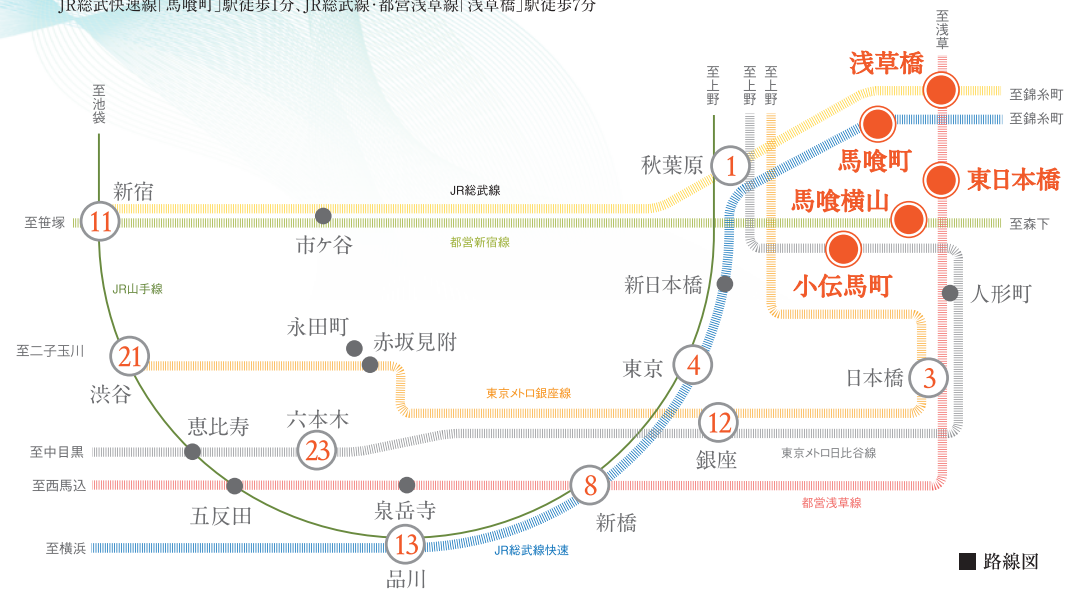 JR総武快速線「馬喰町」駅徒歩1分、JR総武線・都営浅草線「浅草橋」駅徒歩7分
至浅草
浅草橋
至池袋
至上野
至上野
至上野
至錦糸町
至錦糸町
馬喰町
秋葉原
1
東日本橋
新宿
JR総武線
馬喰横山
至笹塚
11
市ヶ谷
都営新宿線
至森下
小伝馬町
JR山手線
新日本橋
人形町
永田町
赤坂見附
至二子玉川
21
渋谷
東京
4
日本橋
3
東京メトロ銀座線
恵比寿
六本木
23
12
銀座
至中目黒
東京メトロ日比谷線
至西馬込
五反田
泉岳寺
8
新橋
都営浅草線
至横浜
13
品川
JR総武線快速
■路線図